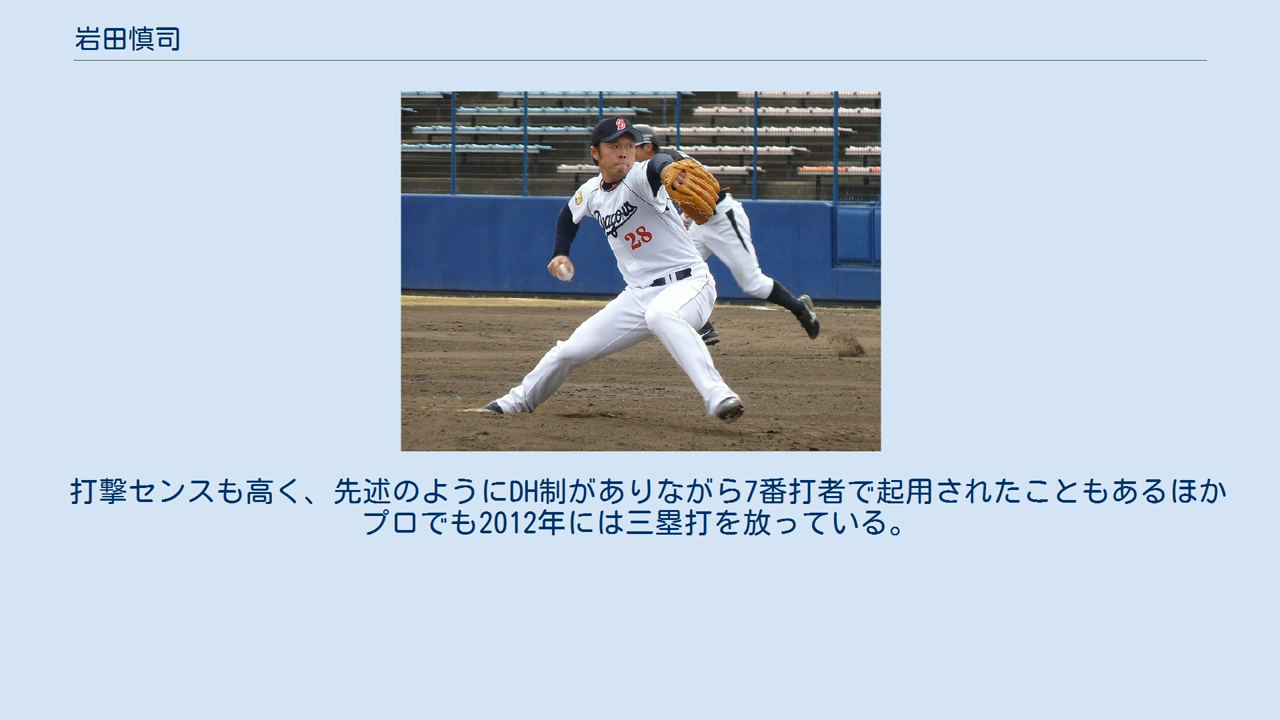 岩田慎司
Dragons
28
打撃センスも高く、先述のようにDH制がありながら7番打者で起用されたこともあるほか
プロでも2012年には三塁打を放っている。